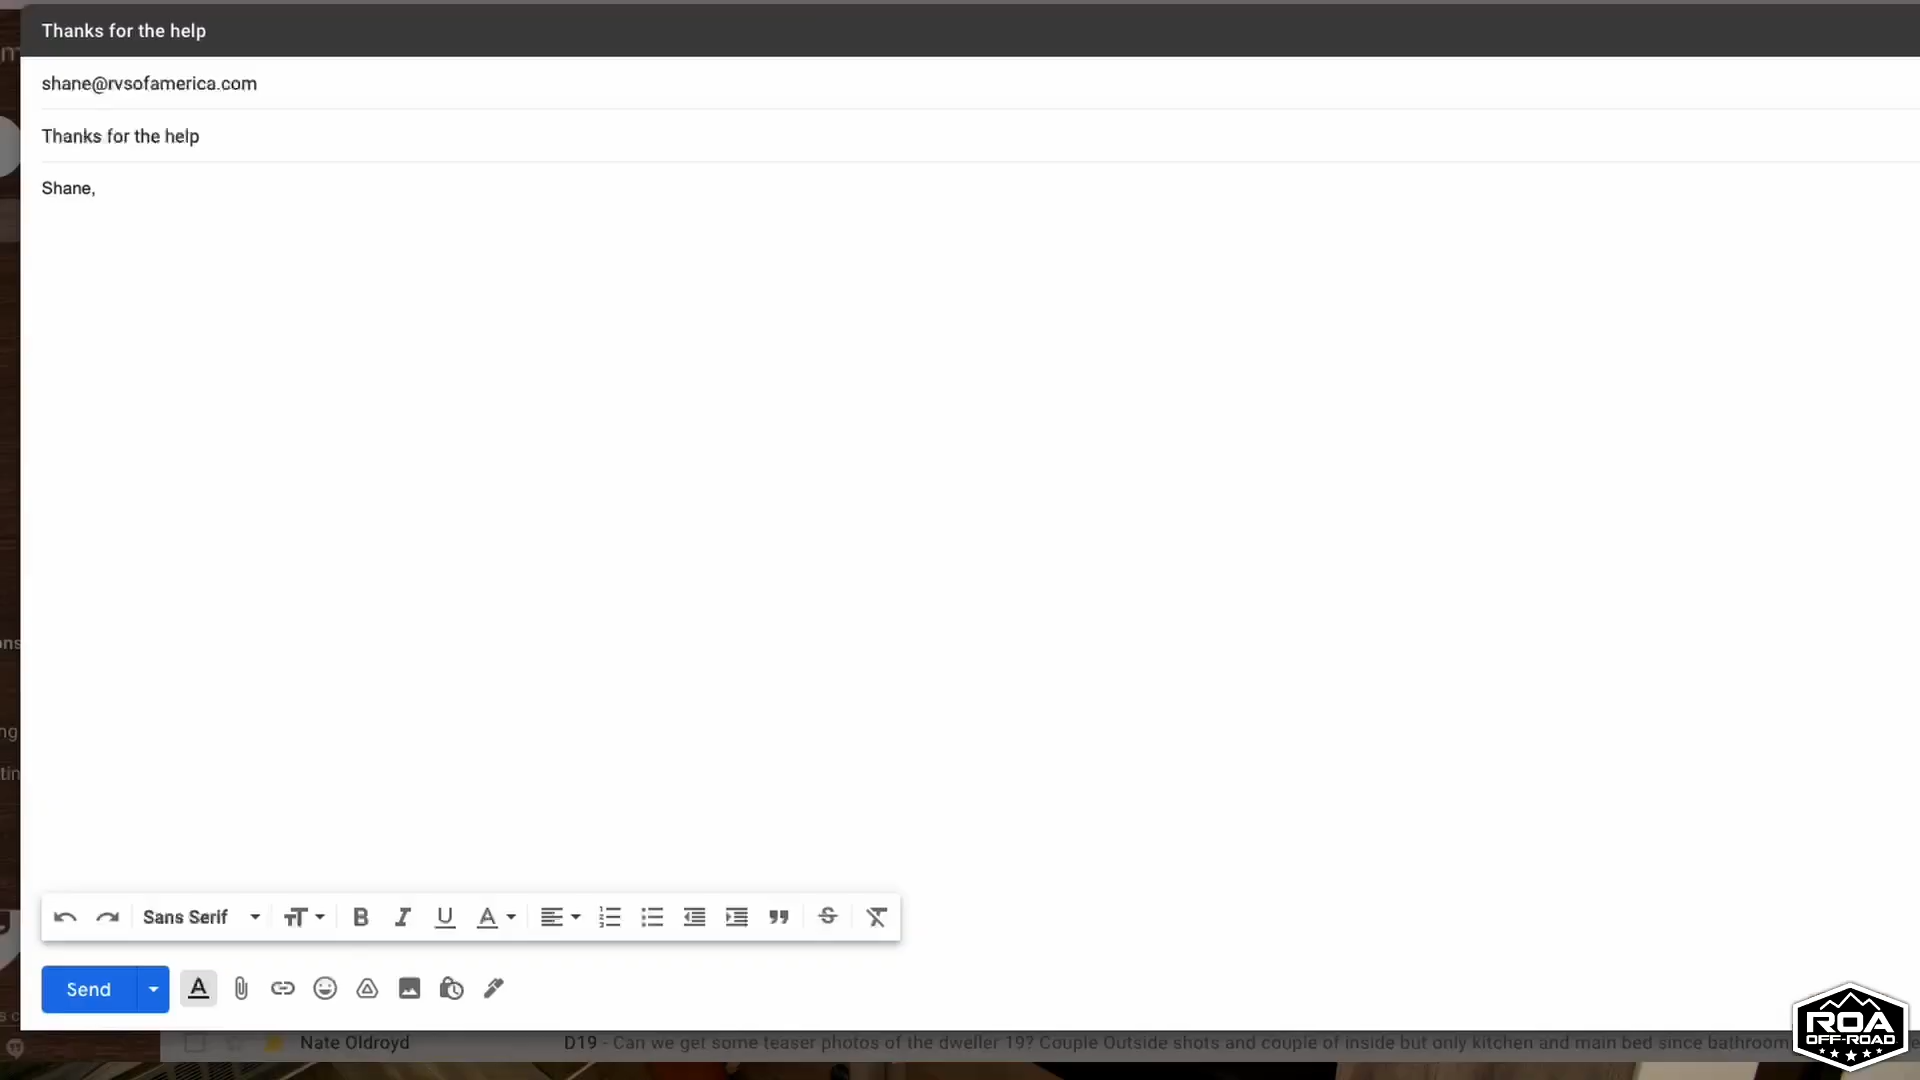 Thanks for the help
shane@rvsofamerica.com
Thanks for the help
Shane,
ons
ng
Sans Serif
Send
Nate Oldroyd D19 - Can we get some teaser photos of the dweller 19? Couple Outside shots and couple of inside but only kitchen and main bed since bathroom
ROA
OFF-ROAD